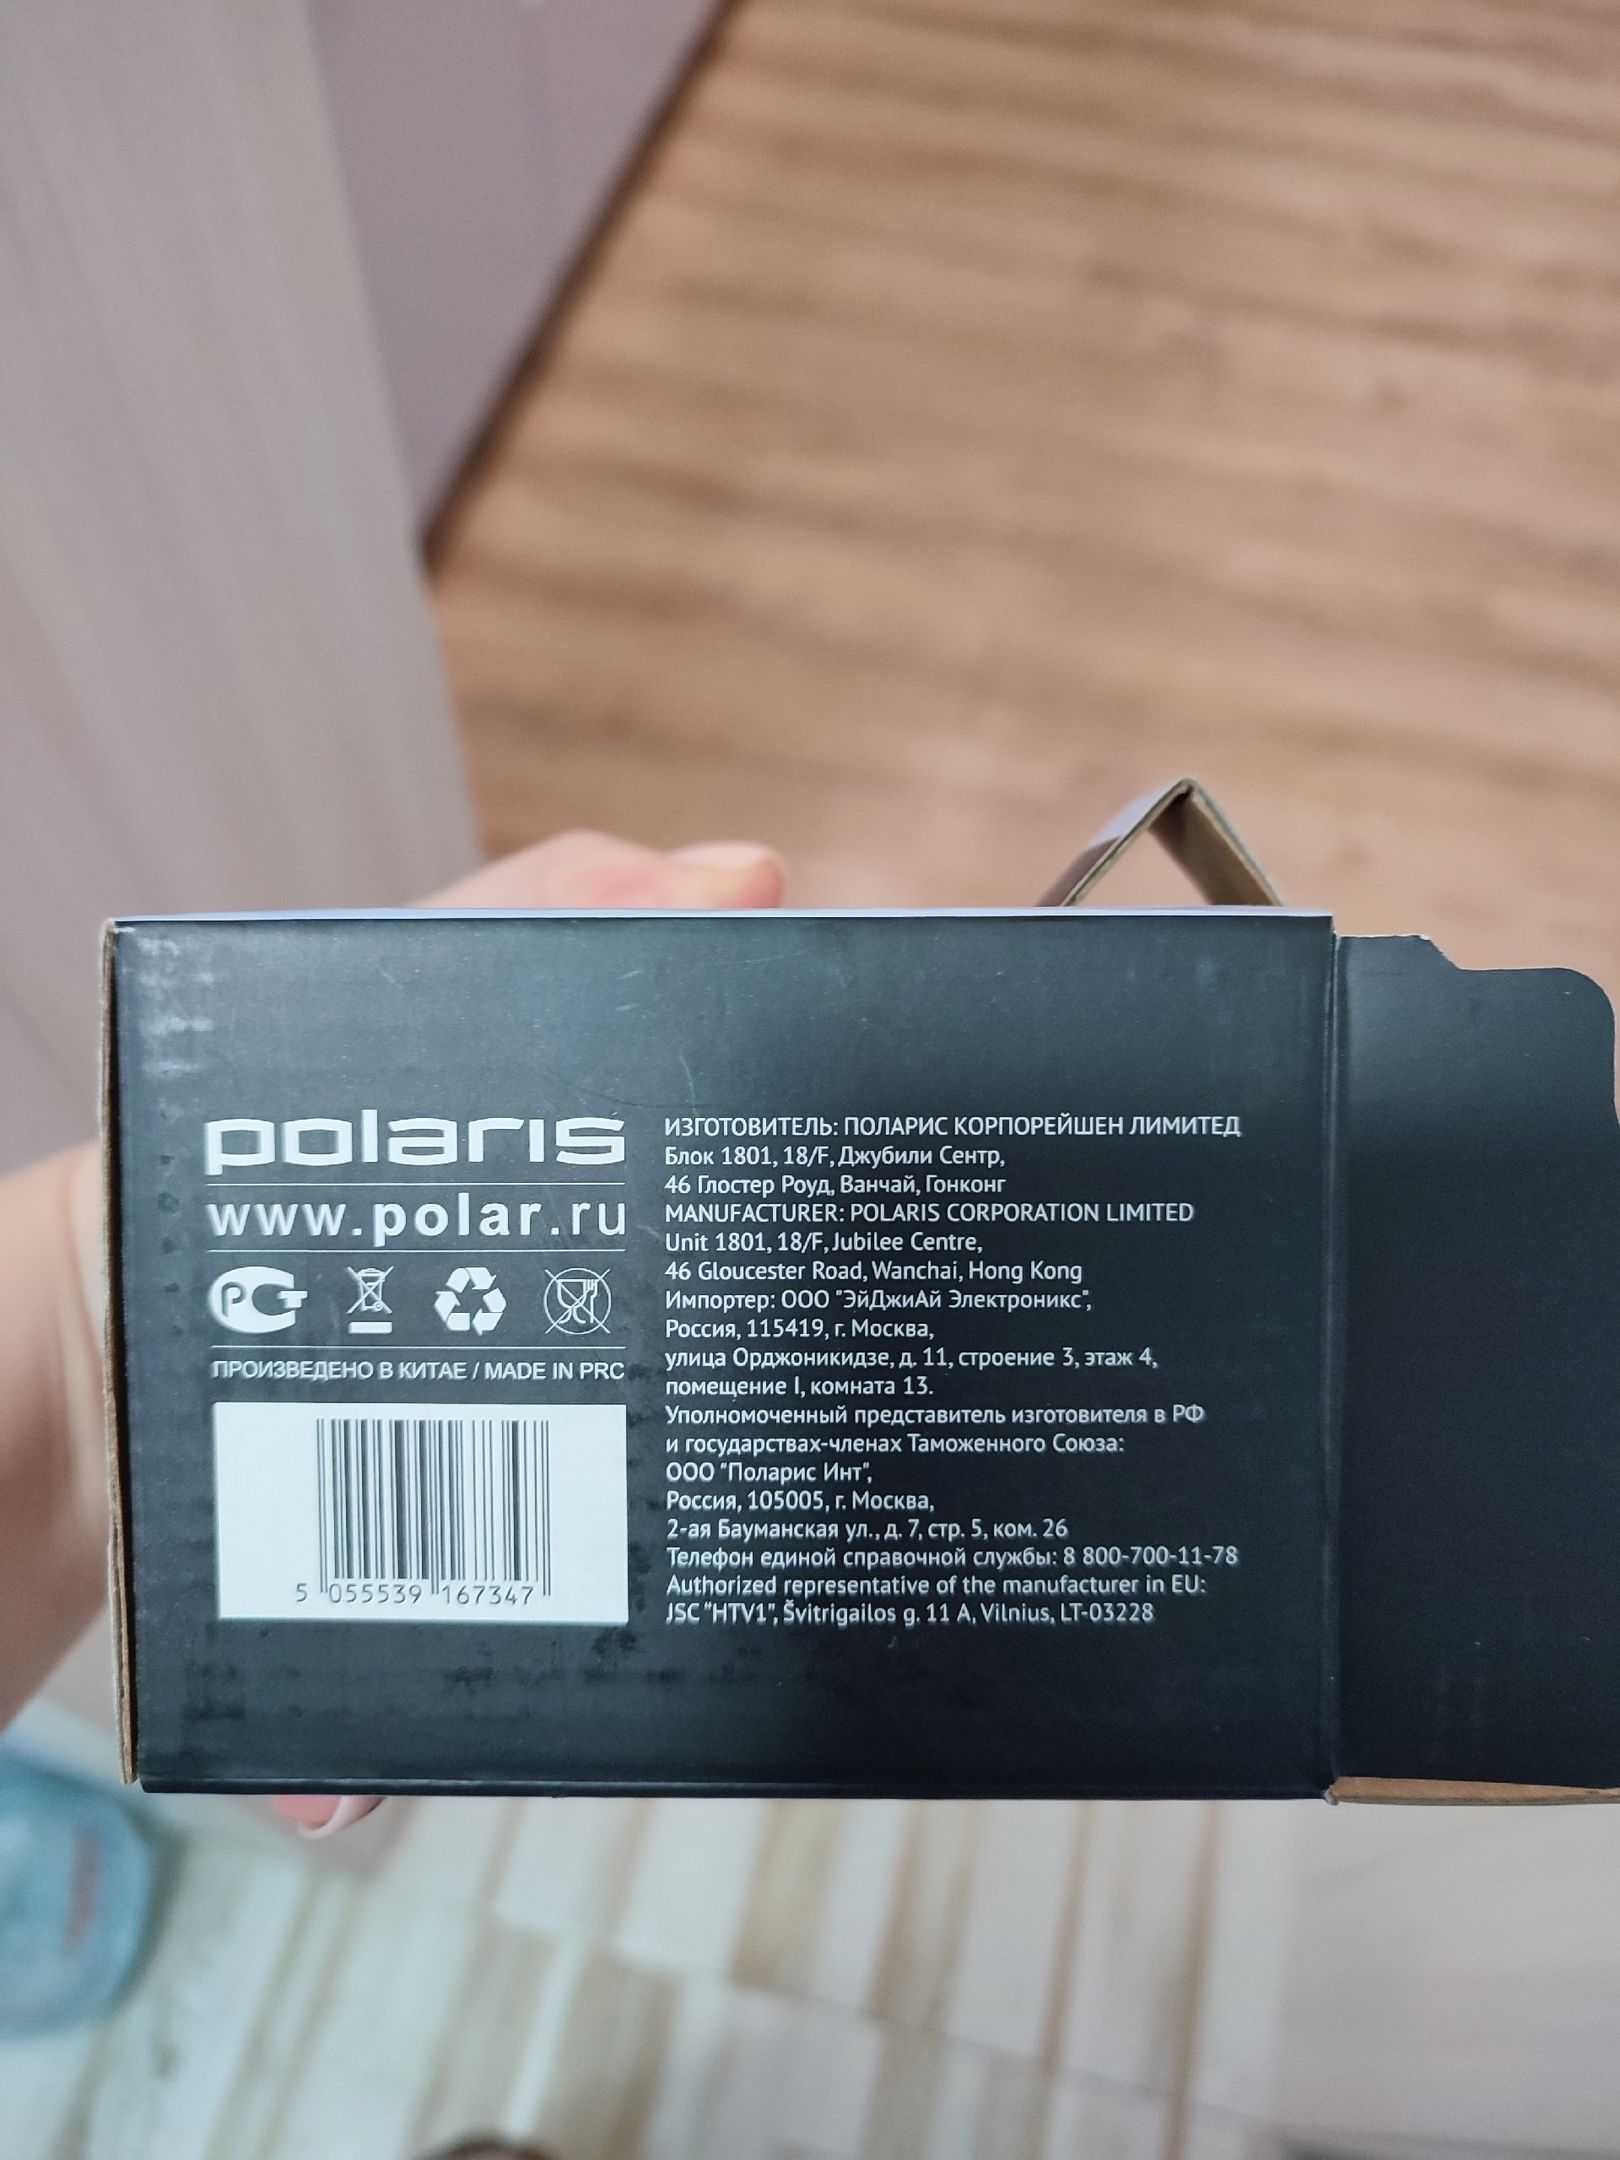 polaris
www.polar.ru
РСТ
ПРОИЗВЕДЕНО В КИТАЕ / MADE IN PRC
5 055539 167347
ИЗГОТОВИТЕЛЬ: ПОЛАРИС КОРПОРЕЙШЕН ЛИМИТЕД
Блок 1801, 18/F, Джубили Сентр,
46 Глостер Роуд, Ванчай, Гонконг
MANUFACTURER: POLARIS CORPORATION LIMITED
Unit 1801, 18/F, Jubilee Centre,
46 Gloucester Road, Wanchai, Hong Kong
Импортер: ООО "ЭйДжиАй Электроникс",
Россия, 115419, г. Москва,
улица Орджоникидзе, д. 11, строение 3, этаж 4,
помещение I, комната 13.
Уполномоченный представитель изготовителя в РФ
и государствах-членах Таможенного Союза:
ООО "Поларис Инт",
Россия, 105005, г. Москва,
2-ая Бауманская ул., д. 7, стр. 5, ком. 26
Телефон единой справочной службы: 8 800-700-11-78
Authorized representative of the manufacturer in EU:
JSC "HTV1", Švitrigailos g. 11 A, Vilnius, LT-03228